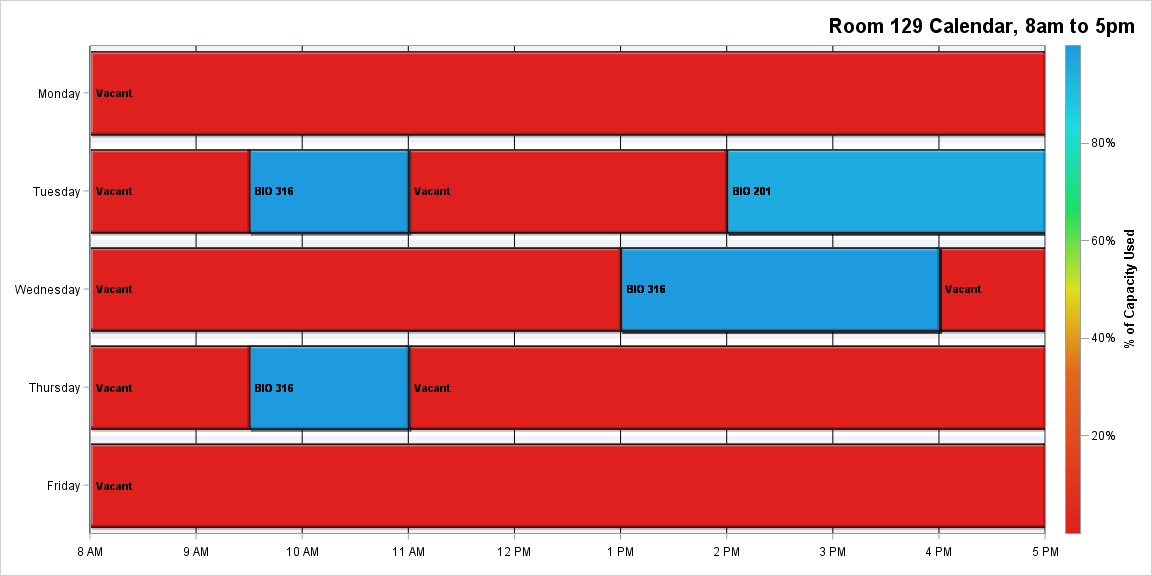 Room 129 Calendar, 8am to 5pm
Monday
Vacant
Tuesday
Vacant
BIO 316
Vacant
BIO 201
Wednesday
Vacant
BIO 316
Vacant
Thursday
Vacant
BIO 316
Vacant
Friday
Vacant
8 AM
9 AM
10 AM
11 AM
12 PM
1 PM
2 PM
3 PM
4 PM
5 PM
80%
60%
40%
20%
% of Capacity Used